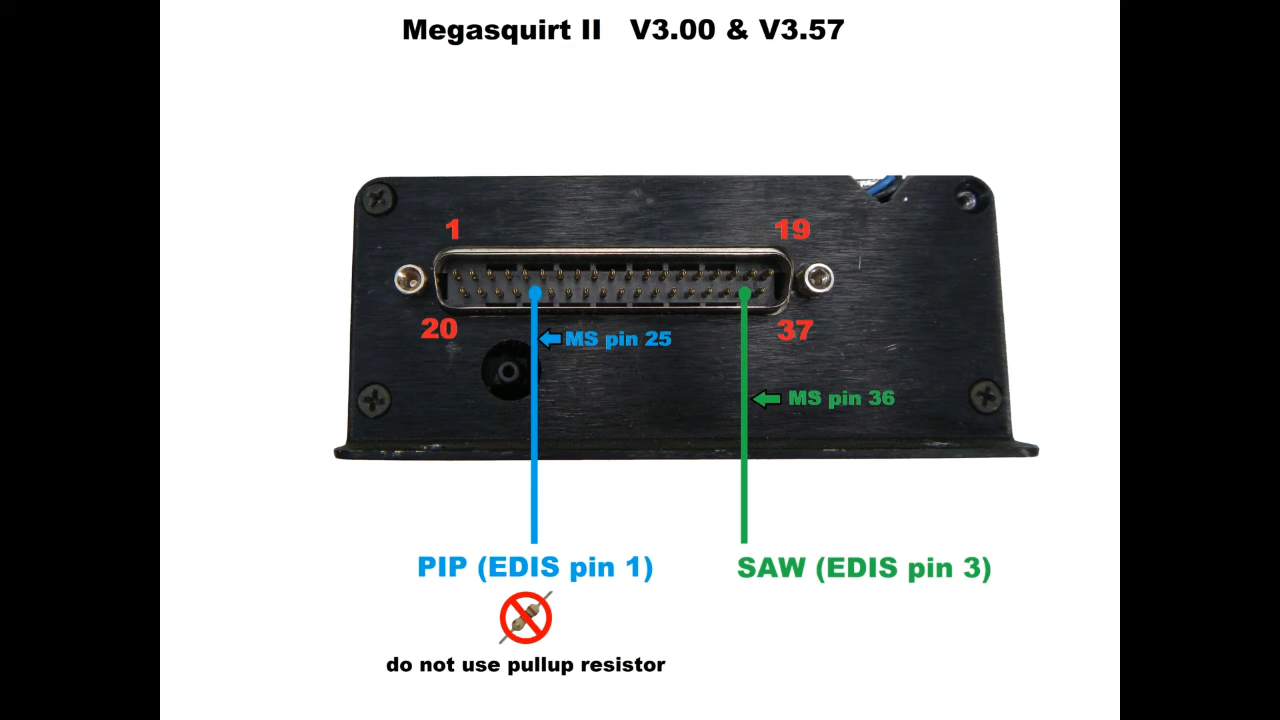 Megasquirt II V3.00 & V3.57
1 19
20 37
MS pin 25
MS pin 36
PIP (EDIS pin 1) SAW (EDIS pin 3)
do not use pullup resistor